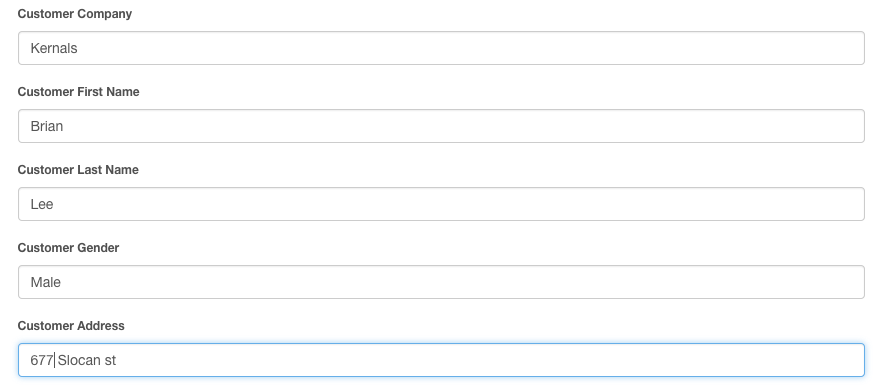 Customer Company
Kernals
Customer First Name
Brian
Customer Last Name
Lee
Customer Gender
Male
Customer Address
677 Slocan st